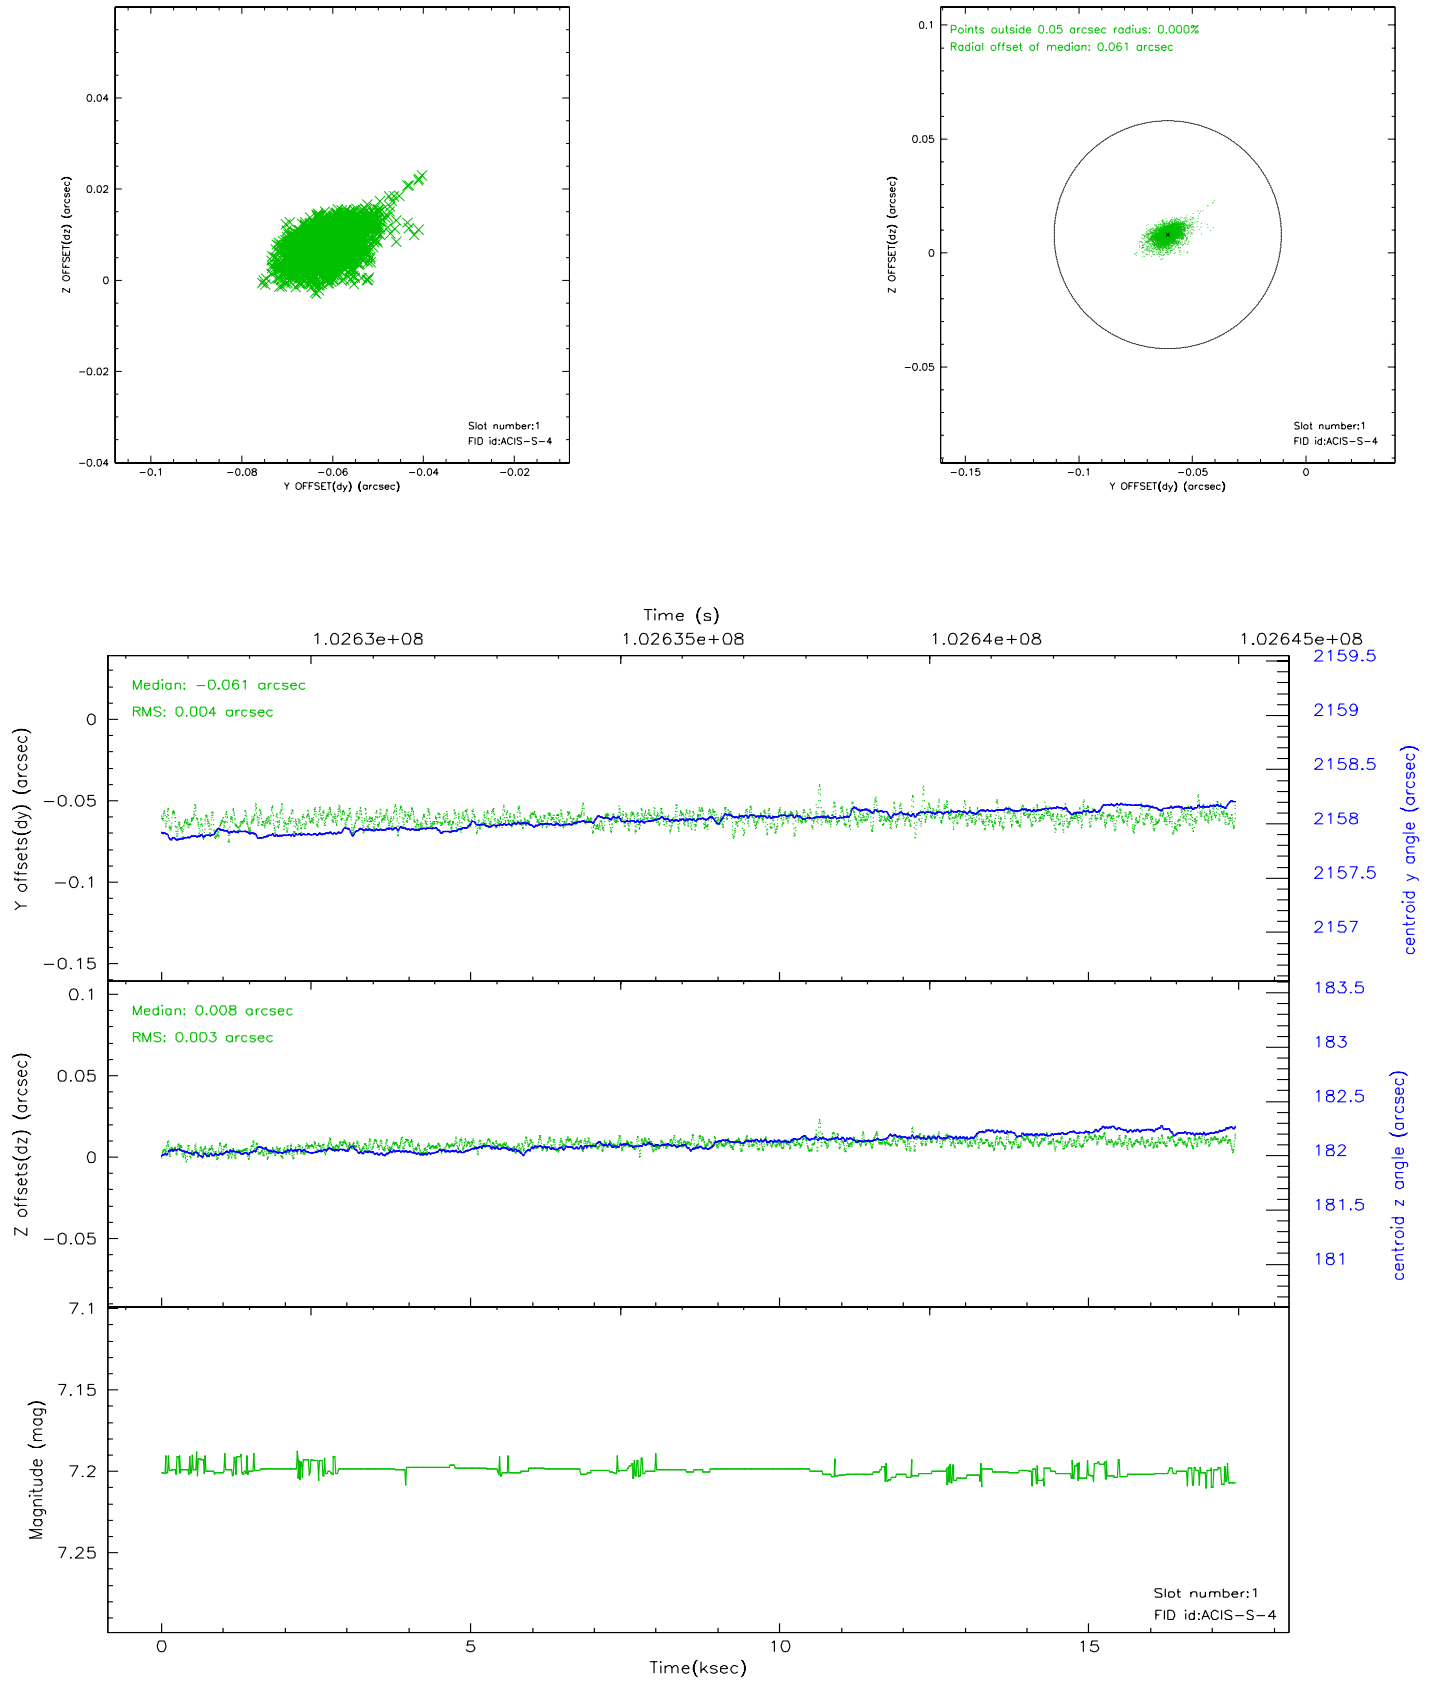 0.04
0.02
0
−0.02
−0.04
Z OFFSET(dz) (arcsec)
Slot number:1
FID id:ACIS−S−4
−0.1
−0.08
−0.06
−0.04
−0.02
Y OFFSET(dy) (arcsec)
Points outside 0.05 arcsec radius: 0.000%
Radial offset of median: 0.061 arcsec
0.1
0.05
0
−0.05
Z OFFSET(dz) (arcsec)
Slot number:1
FID id:ACIS−S−4
−0.15
−0.1
−0.05
0
Y OFFSET(dy) (arcsec)
Time (s)
1.0263e+08
1.02635e+08
1.0264e+08
1.02645e+08
Median: −0.061 arcsec
RMS: 0.004 arcsec
0
−0.05
−0.1
−0.15
Y offsets(dy) (arcsec)
2159.5
2159
2158.5
2158
2157.5
2157
centroid y angle (arcsec)
Median: 0.008 arcsec
RMS: 0.003 arcsec
0.1
0.05
0
−0.05
Z offsets(dz) (arcsec)
183.5
183
182.5
182
181.5
181
centroid z angle (arcsec)
7.1
7.15
7.2
7.25
Magnitude (mag)
Slot number:1
FID id:ACIS−S−4
0
5
10
15
Time(ksec)